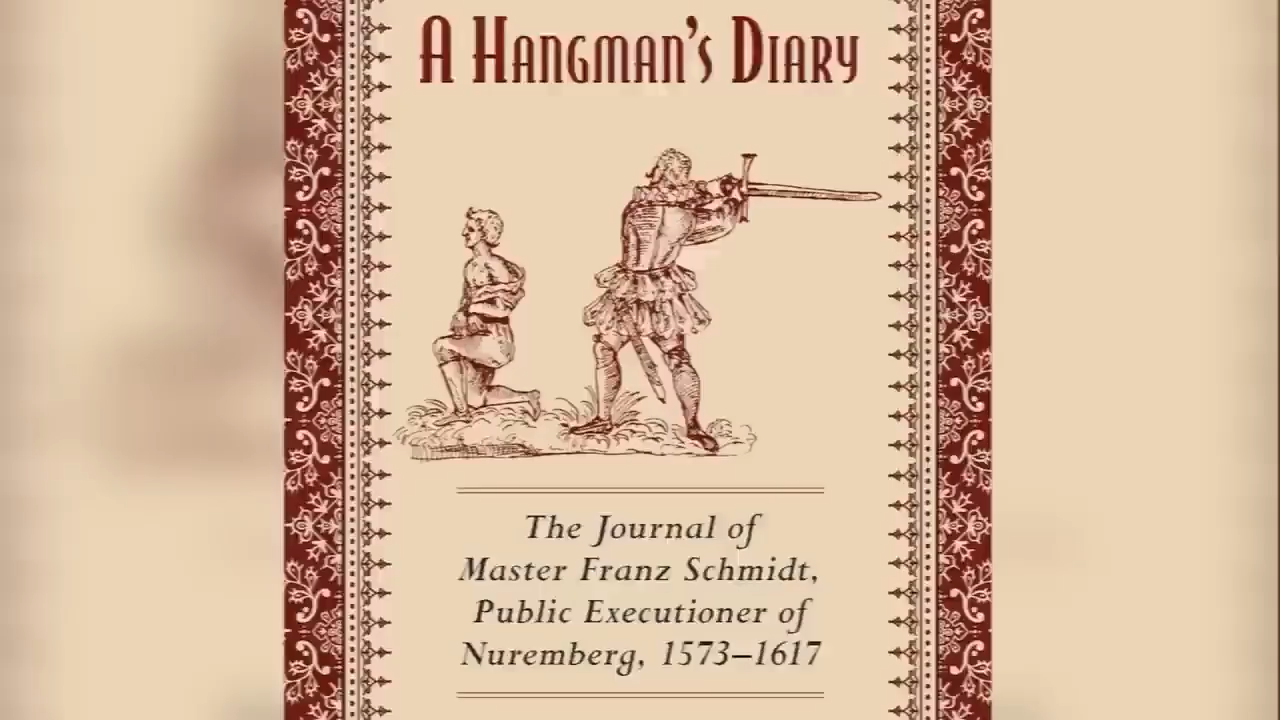 A Hangman's Diary
The Journal of
Master Franz Schmidt,
Public Executioner of
Nuremberg, 1573–1617